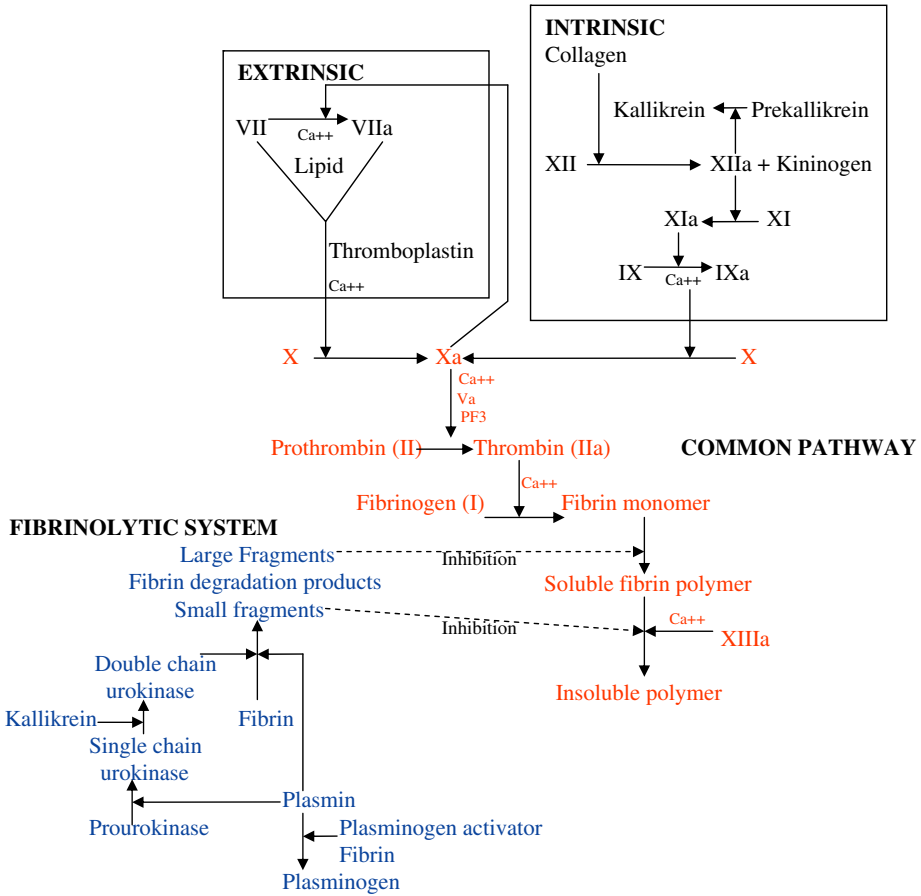 INTRINSIC
Collagen
EXTRINSIC
Kallikrein
Prekallikrein
VII
Ca++
VIIa
Lipid
XII
XIIa + Kininogen
XIa
XI
Thromboplastin
Ca++
IX
Ca++
IXa
X
Xa
X
Ca++
Va
PF3
Prothrombin (II)
Thrombin (IIa)
COMMON PATHWAY
Ca++
Fibrinogen (I)
Fibrin monomer
FIBRINOLYTIC SYSTEM
Large Fragments
Inhibition
Fibrin degradation products
Soluble fibrin polymer
Small fragments
Inhibition
Ca++
XIIIa
Double chain
urokinase
Insoluble polymer
Kallikrein
Fibrin
Single chain
urokinase
Plasmin
Prourokinase
Plasminogen activator
Fibrin
Plasminogen